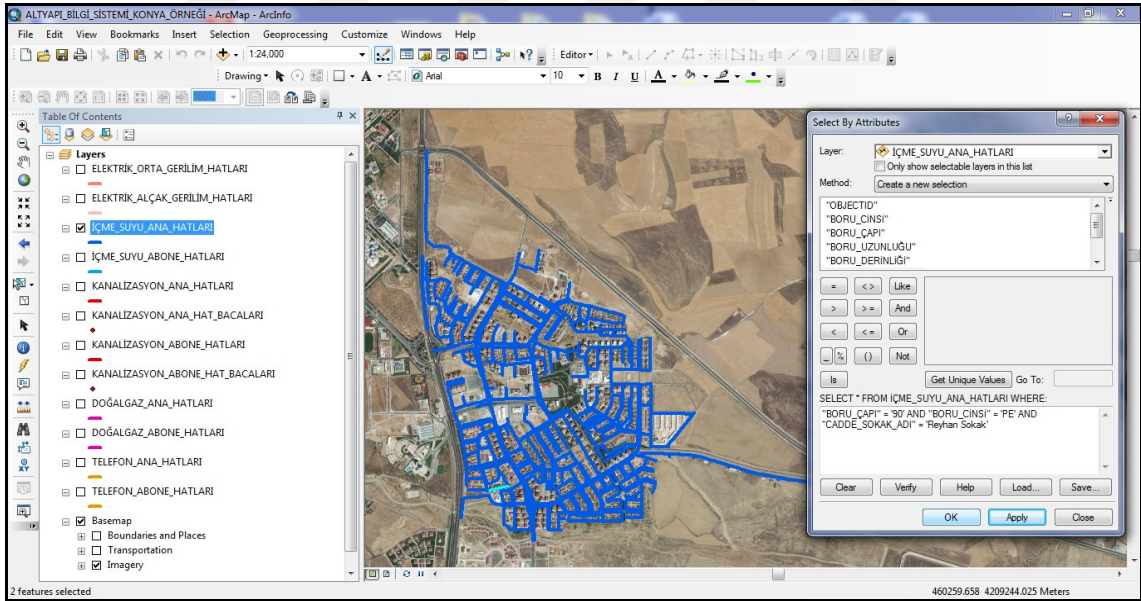 ALTYAPI_BİLGİ_SİSTEMİ_KONYA_ÖRNEĞİ - ArcMap - ArcInfo
File Edit View Bookmarks Insert Selection Geoprocessing Customize Windows Help
1:24,000 Editor
Drawing A Arial 10 B I U A
100%
Table Of Contents
Layers
ELEKTRİK_ORTA_GERİLİM_HATLARI
ELEKTRİK_ALÇAK_GERİLİM_HATLARI
İÇME_SUYU_ANA_HATLARI
İÇME_SUYU_ABONE_HATLARI
KANALİZASYON_ANA_HATLARI
KANALİZASYON_ANA_HAT_BACALARI
KANALİZASYON_ABONE_HATLARI
KANALİZASYON_ABONE_HAT_BACALARI
DOĞALGAZ_ANA_HATLARI
DOĞALGAZ_ABONE_HATLARI
TELEFON_ANA_HATLARI
TELEFON_ABONE_HATLARI
Basemap
Boundaries and Places
Transportation
Imagery
Select By Attributes
Layer: İÇME_SUYU_ANA_HATLARI
Only show selectable layers in this list
Method: Create a new selection
"OBJECTID"
"BORU_CİNSİ"
"BORU_ÇAPI"
"BORU_UZUNLUĞU"
"BORU_DERİNLİĞİ"
= < > Like
> > = And
< < = Or
_ % ( ) Not
Is Get Unique Values Go To:
SELECT * FROM İÇME_SUYU_ANA_HATLARI WHERE:
"BORU_ÇAPI" = '90' AND "BORU_CİNSİ" = 'PE' AND
"CADDE_SOKAK_ADI" = 'Reyhan Sokak'
Clear Verify Help Load... Save...
OK Apply Close
2 features selected 460259.658 4209244.025 Meters